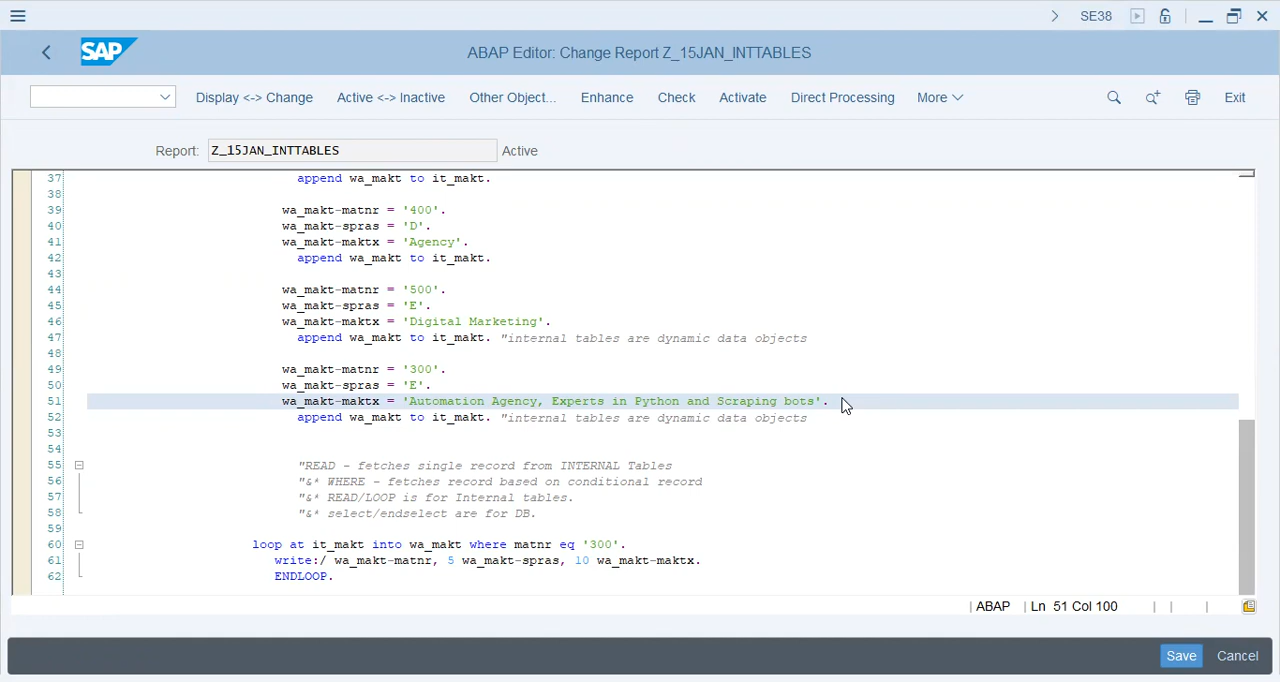 SE38
SAP
ABAP Editor: Change Report Z_15JAN_INTTABLES
Display <-> Change Active <-> Inactive Other Object... Enhance Check Activate Direct Processing More Exit
Report: Z_15JAN_INTTABLES Active
37 append wa_makt to it_makt.
38
39 wa_makt-matnr = '400'.
40 wa_makt-spras = 'D'.
41 wa_makt-maktx = 'Agency'.
42 append wa_makt to it_makt.
43
44 wa_makt-matnr = '500'.
45 wa_makt-spras = 'E'.
46 wa_makt-maktx = 'Digital Marketing'.
47 append wa_makt to it_makt. "internal tables are dynamic data objects
48
49 wa_makt-matnr = '300'.
50 wa_makt-spras = 'E'.
51 wa_makt-maktx = 'Automation Agency, Experts in Python and Scraping bots'.
52 append wa_makt to it_makt. "internal tables are dynamic data objects
53
54
55 "READ - fetches single record from INTERNAL Tables
56 "&* WHERE - fetches record based on conditional record
57 "&* READ/LOOP is for Internal tables.
58 "&* select/endselect are for DB.
59
60 loop at it_makt into wa_makt where matnr eq '300'.
61 write:/ wa_makt-matnr, 5 wa_makt-spras, 10 wa_makt-maktx.
62 ENDLOOP.
ABAP Ln 51 Col 100
Save Cancel